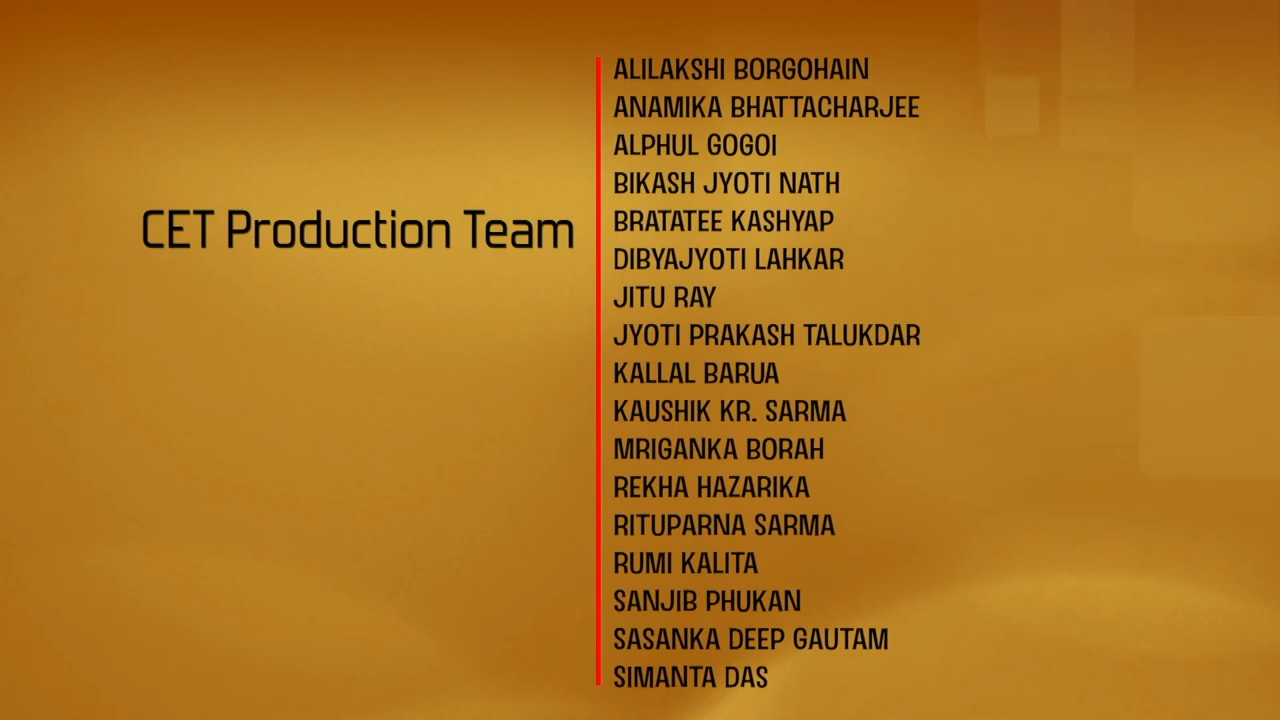 CET Production Team
ALILAKSHI BORGOHAIN
ANAMIKA BHATTACHARJEE
ALPHUL GOGOI
BIKASH JYOTI NATH
BRATATEE KASHYAP
DIBYAJYOTI LAHKAR
JITU RAY
JYOTI PRAKASH TALUKDAR
KALLAL BARUA
KAUSHIK KR. SARMA
MRIGANKA BORAH
REKHA HAZARIKA
RITUPARNA SARMA
RUMI KALITA
SANJIB PHUKAN
SASANKA DEEP GAUTAM
SIMANTA DAS